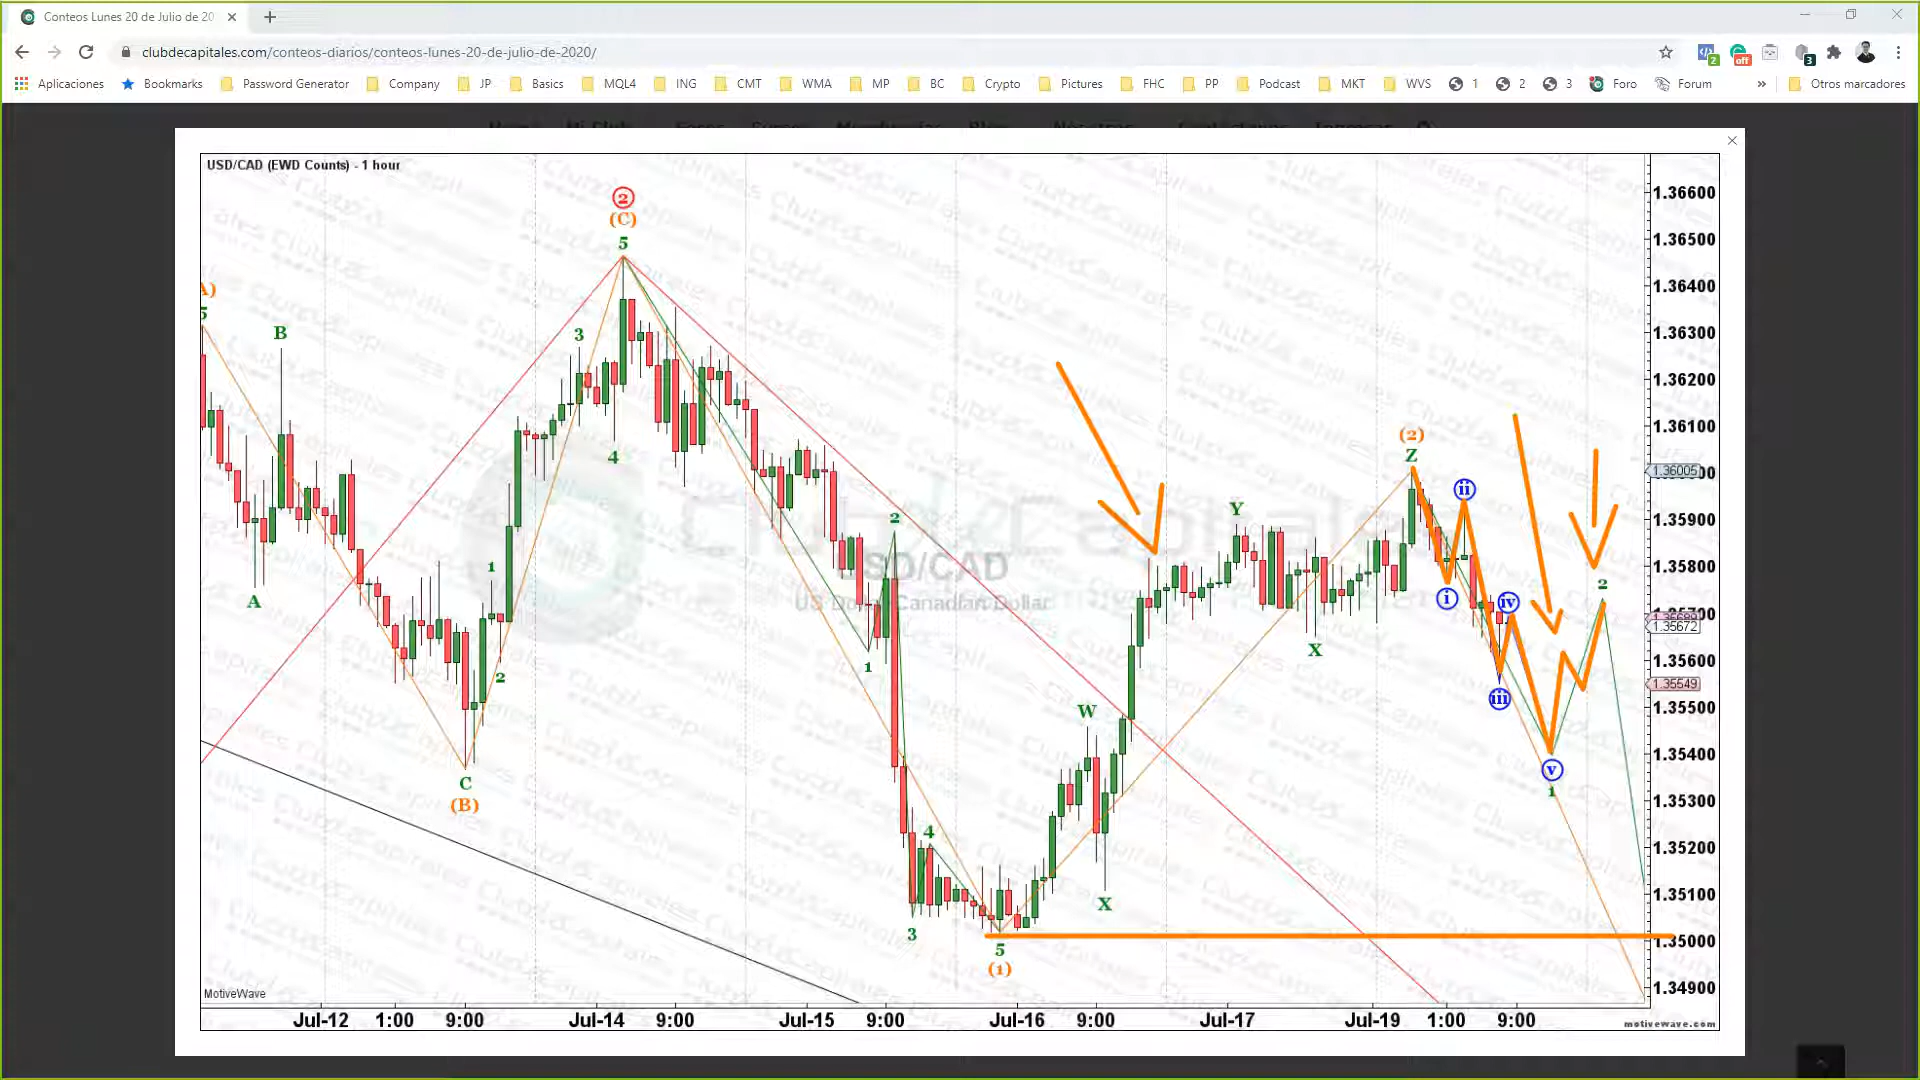 Conteos Lunes 20 de Julio de 20
clubdecapitales.com/conteos-diarios/conteos-lunes-20-de-julio-de-2020/
2 off 3
Aplicaciones Bookmarks Password Generator Company JP Basics MQL4 ING CMT WMA MP BC Crypto Pictures FHC PP Podcast MKT WVS 1 2 3 Foro Forum » Otros marcadores
USD/CAD (EWD Counts) - 1 hour
1.36600
2
(C)
5
1.36500
A)
5
1.36400
B
3
1.36300
1.36200
4
1.36100
(2)
Z
1.36005
ii
Y
2
1.35900
1
USD/CAD
1.35800
US Dollar/Canadian Dollar
A
i
iv
2
1.35672
X
1
1.35600
2
iii
1.35549
W
1.35500
1.35400
C
(B)
v
1
1.35300
4
1.35200
X
1.35100
3
5
(1)
1.35000
1.34900
MotiveWave
Jul-12 1:00 9:00 Jul-14 9:00 Jul-15 9:00 Jul-16 9:00 Jul-17 Jul-19 1:00 9:00
motivewave.com